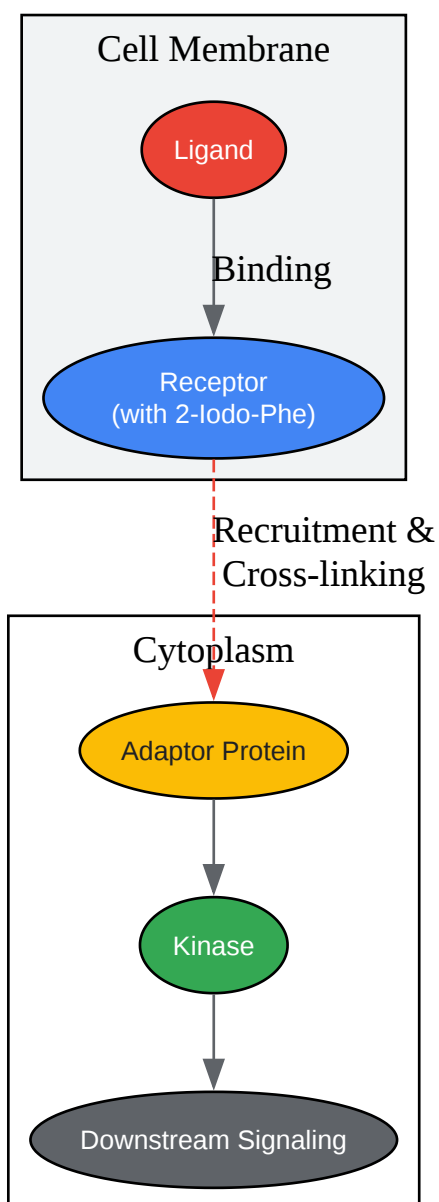 Cell Membrane
Ligand
Binding
Receptor
(with 2-Iodo-Phe)
Recruitment &
Cross-linking
Cytoplasm
Adaptor Protein
Kinase
Downstream Signaling